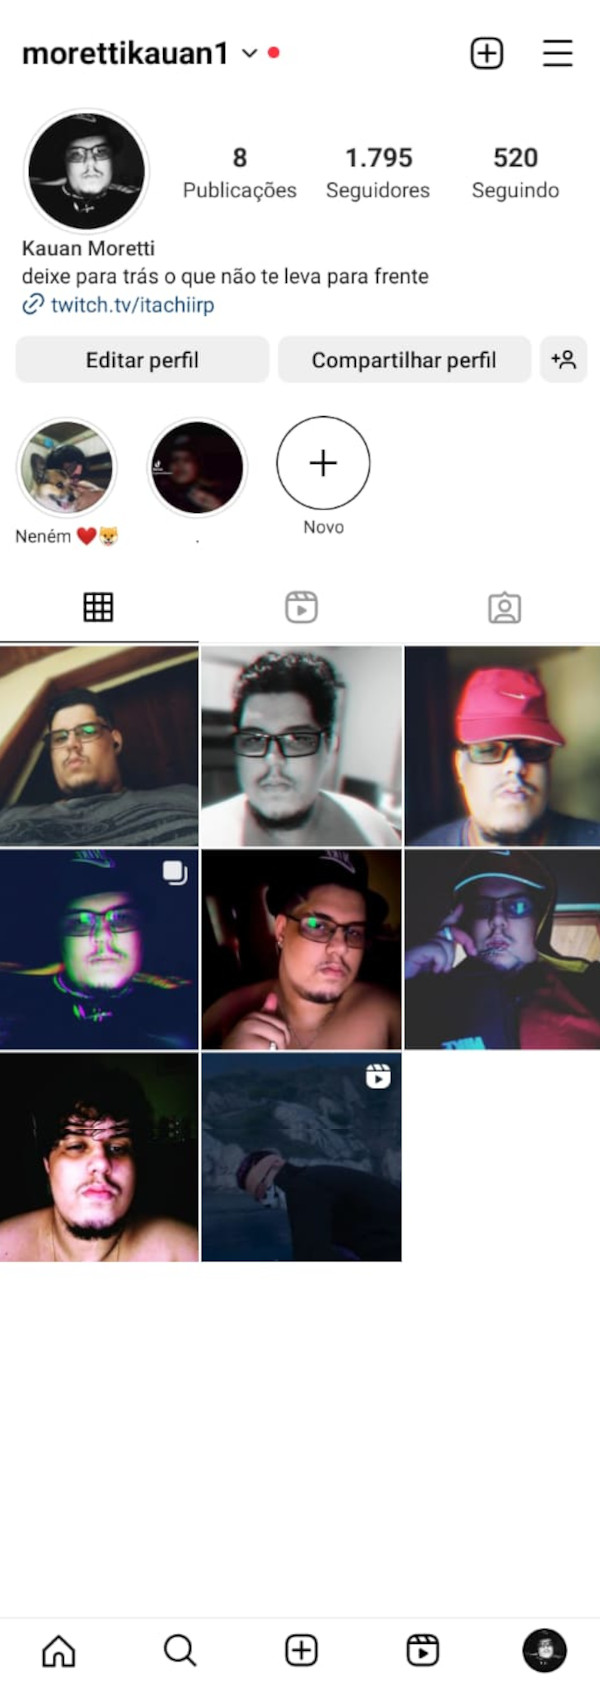 morettikauan1
8 1.795 520
Publicações Seguidores Seguindo
Kauan Moretti
deixe para trás o que não te leva para frente
twitch.tv/itachiirp
Editar perfil Compartilhar perfil
Neném ❤️🐶 . Novo